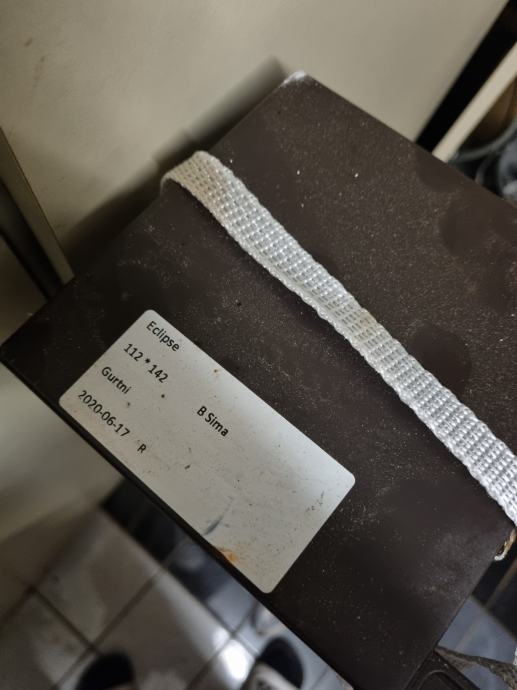 Eclipse
112 * 142
Gurtni B Sima
2020-06-17 R